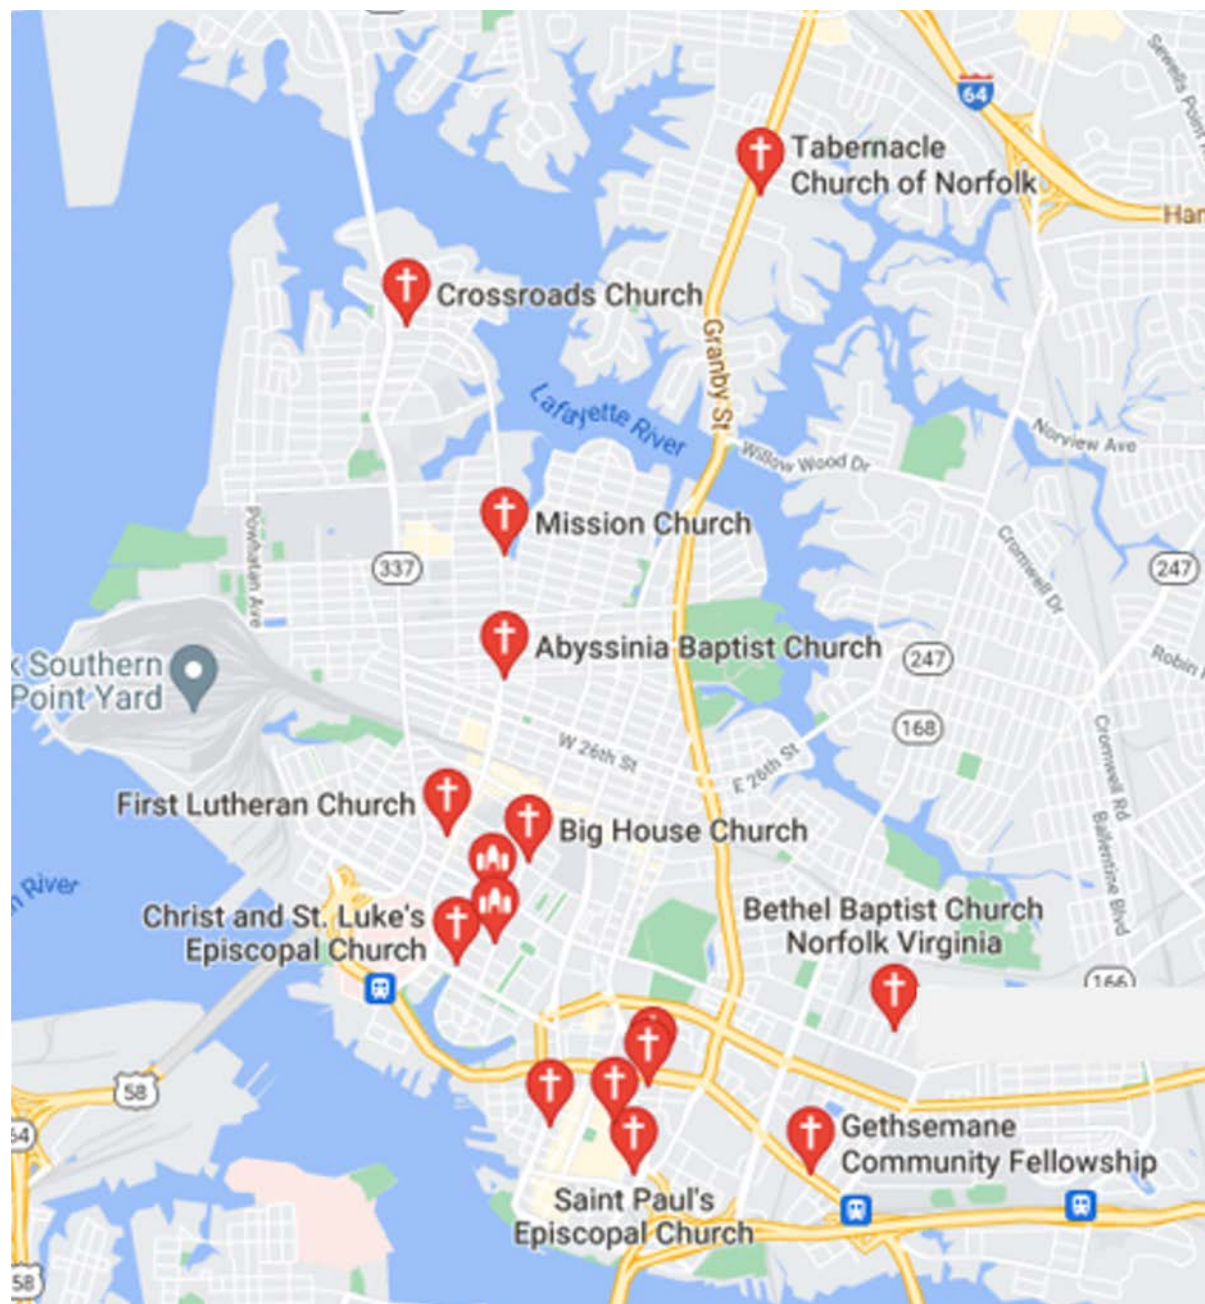 64
Sewells Point
Tabernacle
Church of Norfolk
Har
Crossroads Church
Granby St
Lafayette River
Norview Ave
Willow Wood Dr
Powhatan Ave
Mission Church
337
Cromwell Dr
247
Abyssinia Baptist Church
247
k Southern
Point Yard
Robin
168
W 26th St
E 26th St
Cromwell Rd
First Lutheran Church
Big House Church
Ballentine Blvd
River
Christ and St. Luke's
Episcopal Church
Bethel Baptist Church
Norfolk Virginia
166
58
64
Gethsemane
Community Fellowship
Saint Paul's
Episcopal Church
58